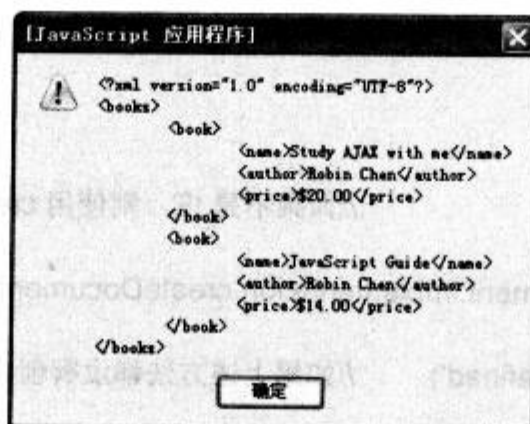 [JavaScript 应用程序]
<?xml version="1.0" encoding="UTF-8"?>
<books>
<book>
<name>Study AJAX with me</name>
<author>Robin Chen</author>
<price>$20.00</price>
</book>
<book>
<name>JavaScript Guide</name>
<author>Robin Chen</author>
<price>$14.00</price>
</book>
</books>
确定